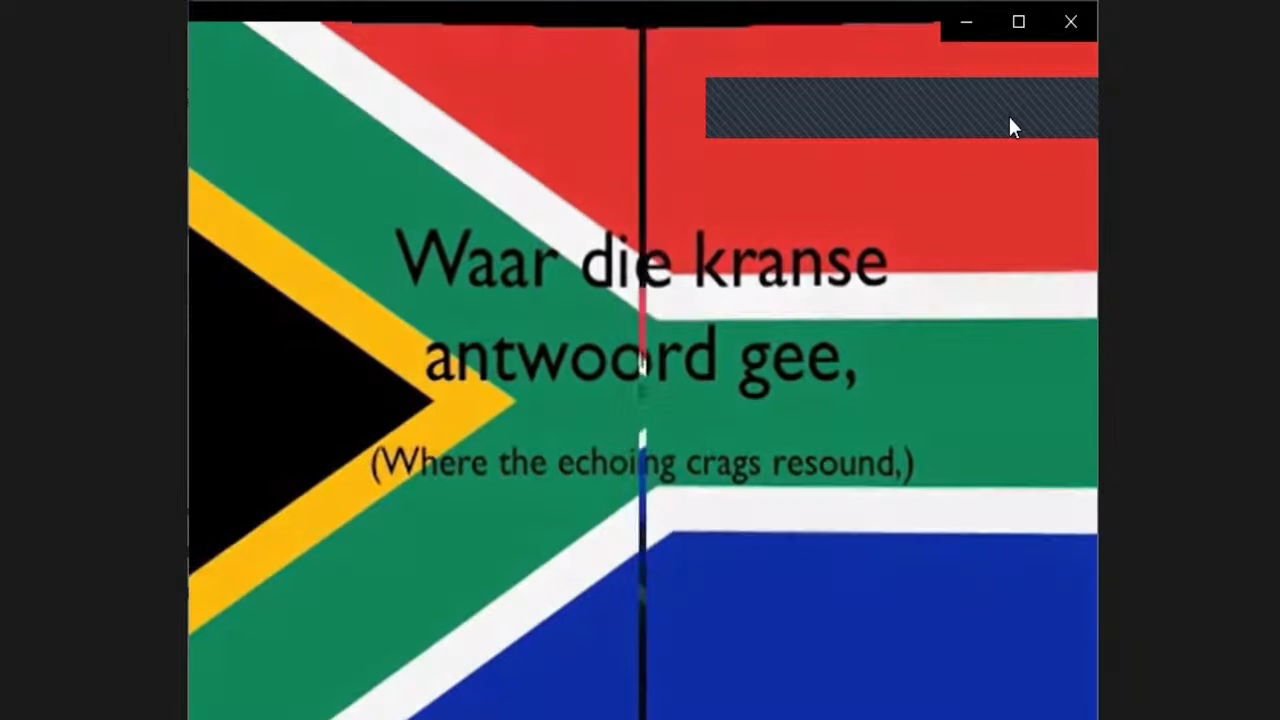 Waar die kranse
antwoord gee,
(Where the echoing crags resound,)